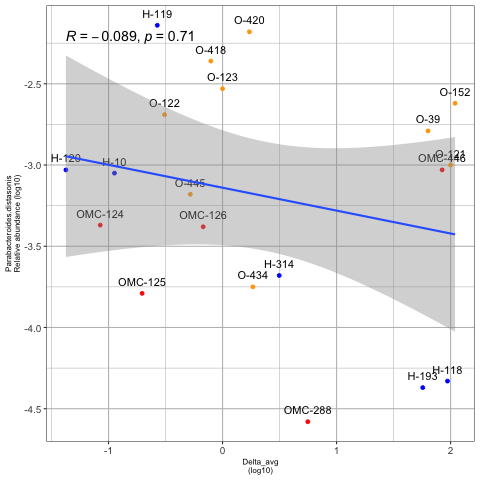 H-119
O-420
R = −0.089, p = 0.71
O-418
-2.5
O-123
O-152
O-122
O-39
H-120
H-10
O-121
OMC-446
-3.0
O-445
OMC-124
OMC-126
-3.5
H-314
O-434
OMC-125
-4.0
H-193
H-118
OMC-288
-4.5
-1
0
1
2
Parabacteroides.distasonis
Relative abundance (log10)
Delta_avg
(log10)